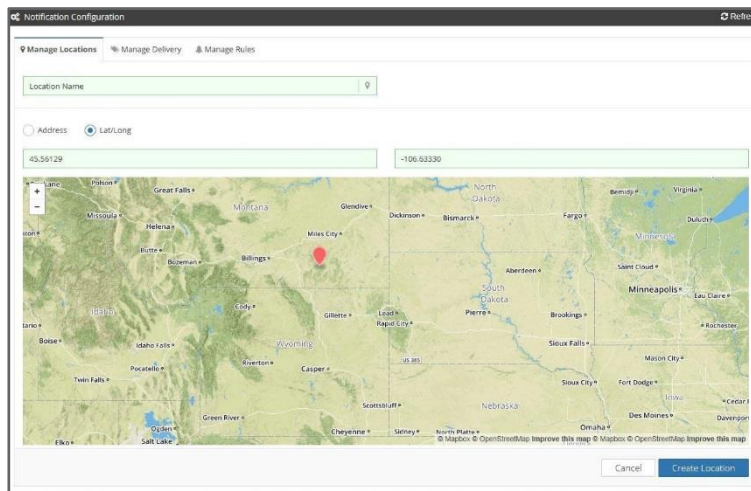 Notification Configuration
Refre
Manage Locations
Manage Delivery
Manage Rules
Location Name
Address
Lat/Long
45.56129
-106.63330
+
−
Polson
Great Falls
Montana
Glendive
North
Dakota
Bemidji
Virginia
Missoula
Helena
Dickinson
Bismarck
Fargo
Duluth
Miles City
Minnesota
Butte
Bozeman
Billings
Aberdeen
Saint Cloud
South
Dakota
Minneapolis
Eau Claire
Idaho
Cody
Gillette
Lead
Rapid City
Pierre
Brookings
Rochester
Boise
Idaho Falls
Wyoming
Sioux Falls
Pocatello
Riverton
Casper
US 385
Mason City
Twin Falls
Sioux City
Fort Dodge
Iowa
Cedar
Scottsbluff
Nebraska
Green River
Des Moines
Davenpor
Ogden
Cheyenne
Sidney
North Platte
Omaha
Elko
Salt Lake
© Mapbox © OpenStreetMap Improve this map © Mapbox © OpenStreetMap Improve this map
Cancel
Create Location